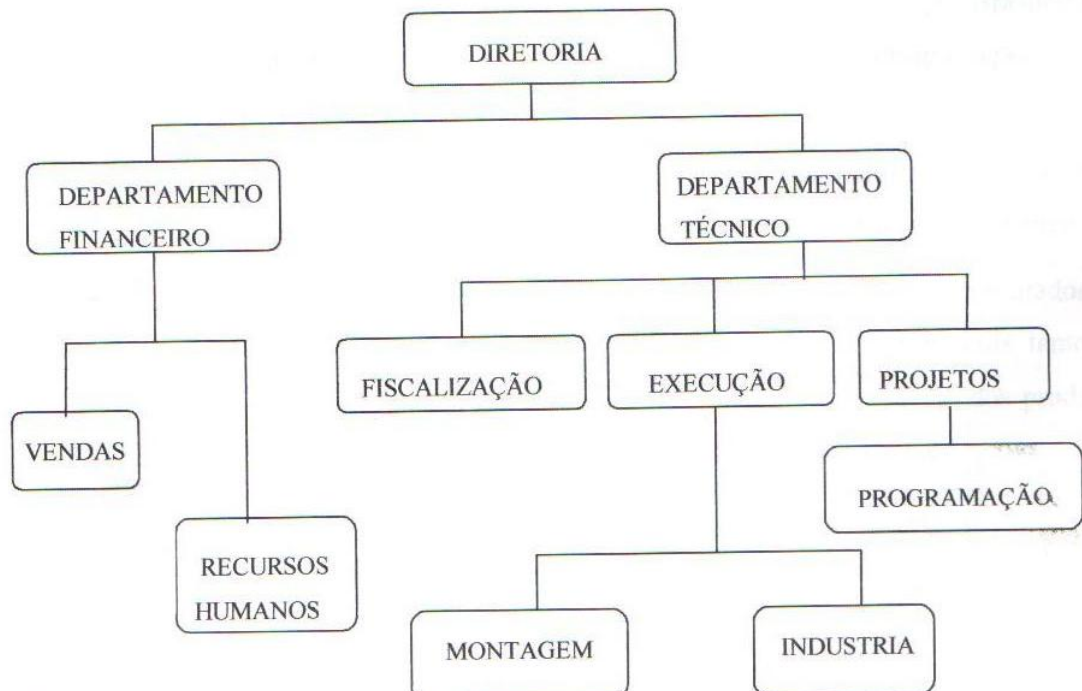 DIRETORIA
DEPARTAMENTO
FINANCEIRO
DEPARTAMENTO
TÉCNICO
FISCALIZAÇÃO
EXECUÇÃO
PROJETOS
VENDAS
PROGRAMAÇÃO
RECURSOS
HUMANOS
MONTAGEM
INDUSTRIA